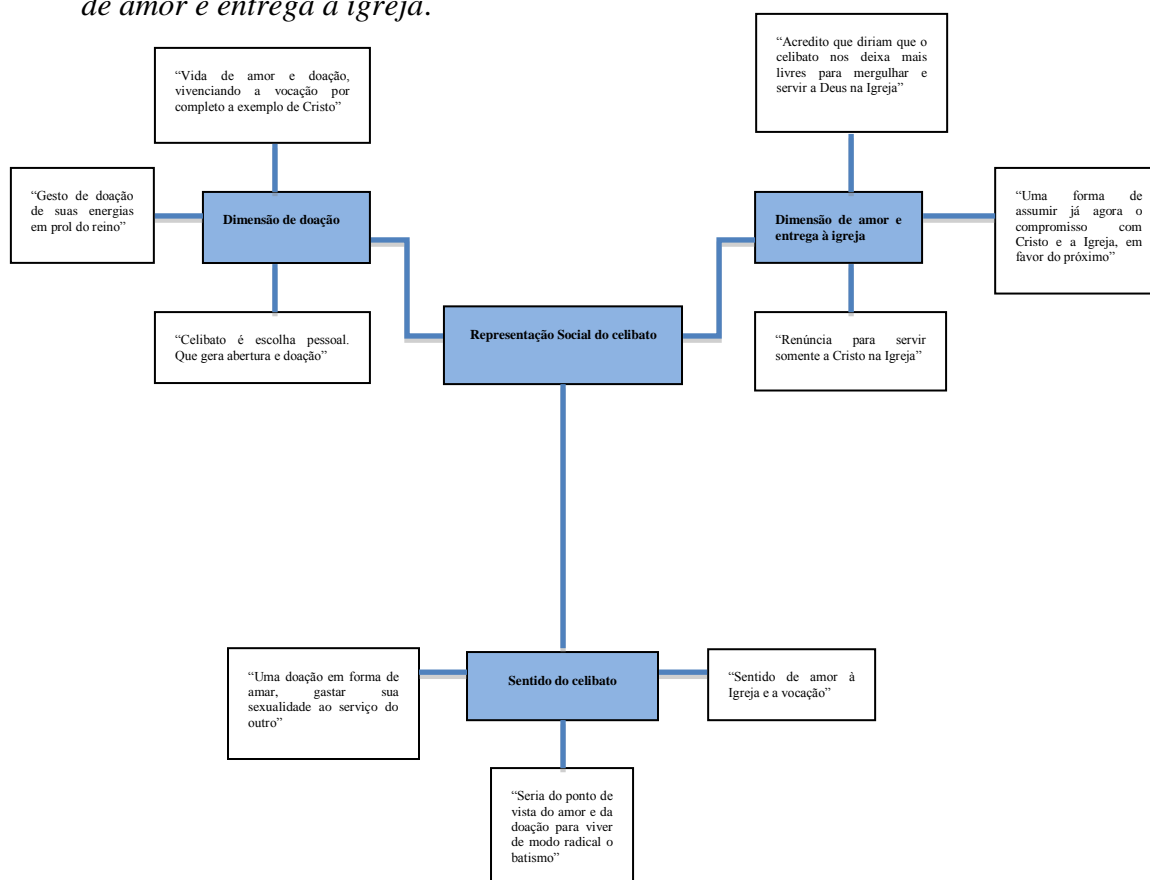 de amor e entrega à igreja.
“Vida de amor e doação,
vivenciando a vocação por
completo a exemplo de Cristo”
“Acredito que diriam que o
celibato nos deixa mais
livres para mergulhar e
servir a Deus na Igreja”
“Gesto de doação
de suas energias
em prol do reino”
Dimensão de doação
Dimensão de amor e
entrega à igreja
“Uma forma de
assumir já agora o
compromisso com
Cristo e a Igreja, em
favor do próximo”
“Celibato é escolha pessoal.
Que gera abertura e doação”
Representação Social do celibato
“Renúncia para servir
somente a Cristo na Igreja”
“Uma doação em forma de
amar, gastar sua
sexualidade ao serviço do
outro”
Sentido do celibato
“Sentido de amor à
Igreja e a vocação”
“Seria do ponto de
vista do amor e da
doação para viver
de modo radical o
batismo”